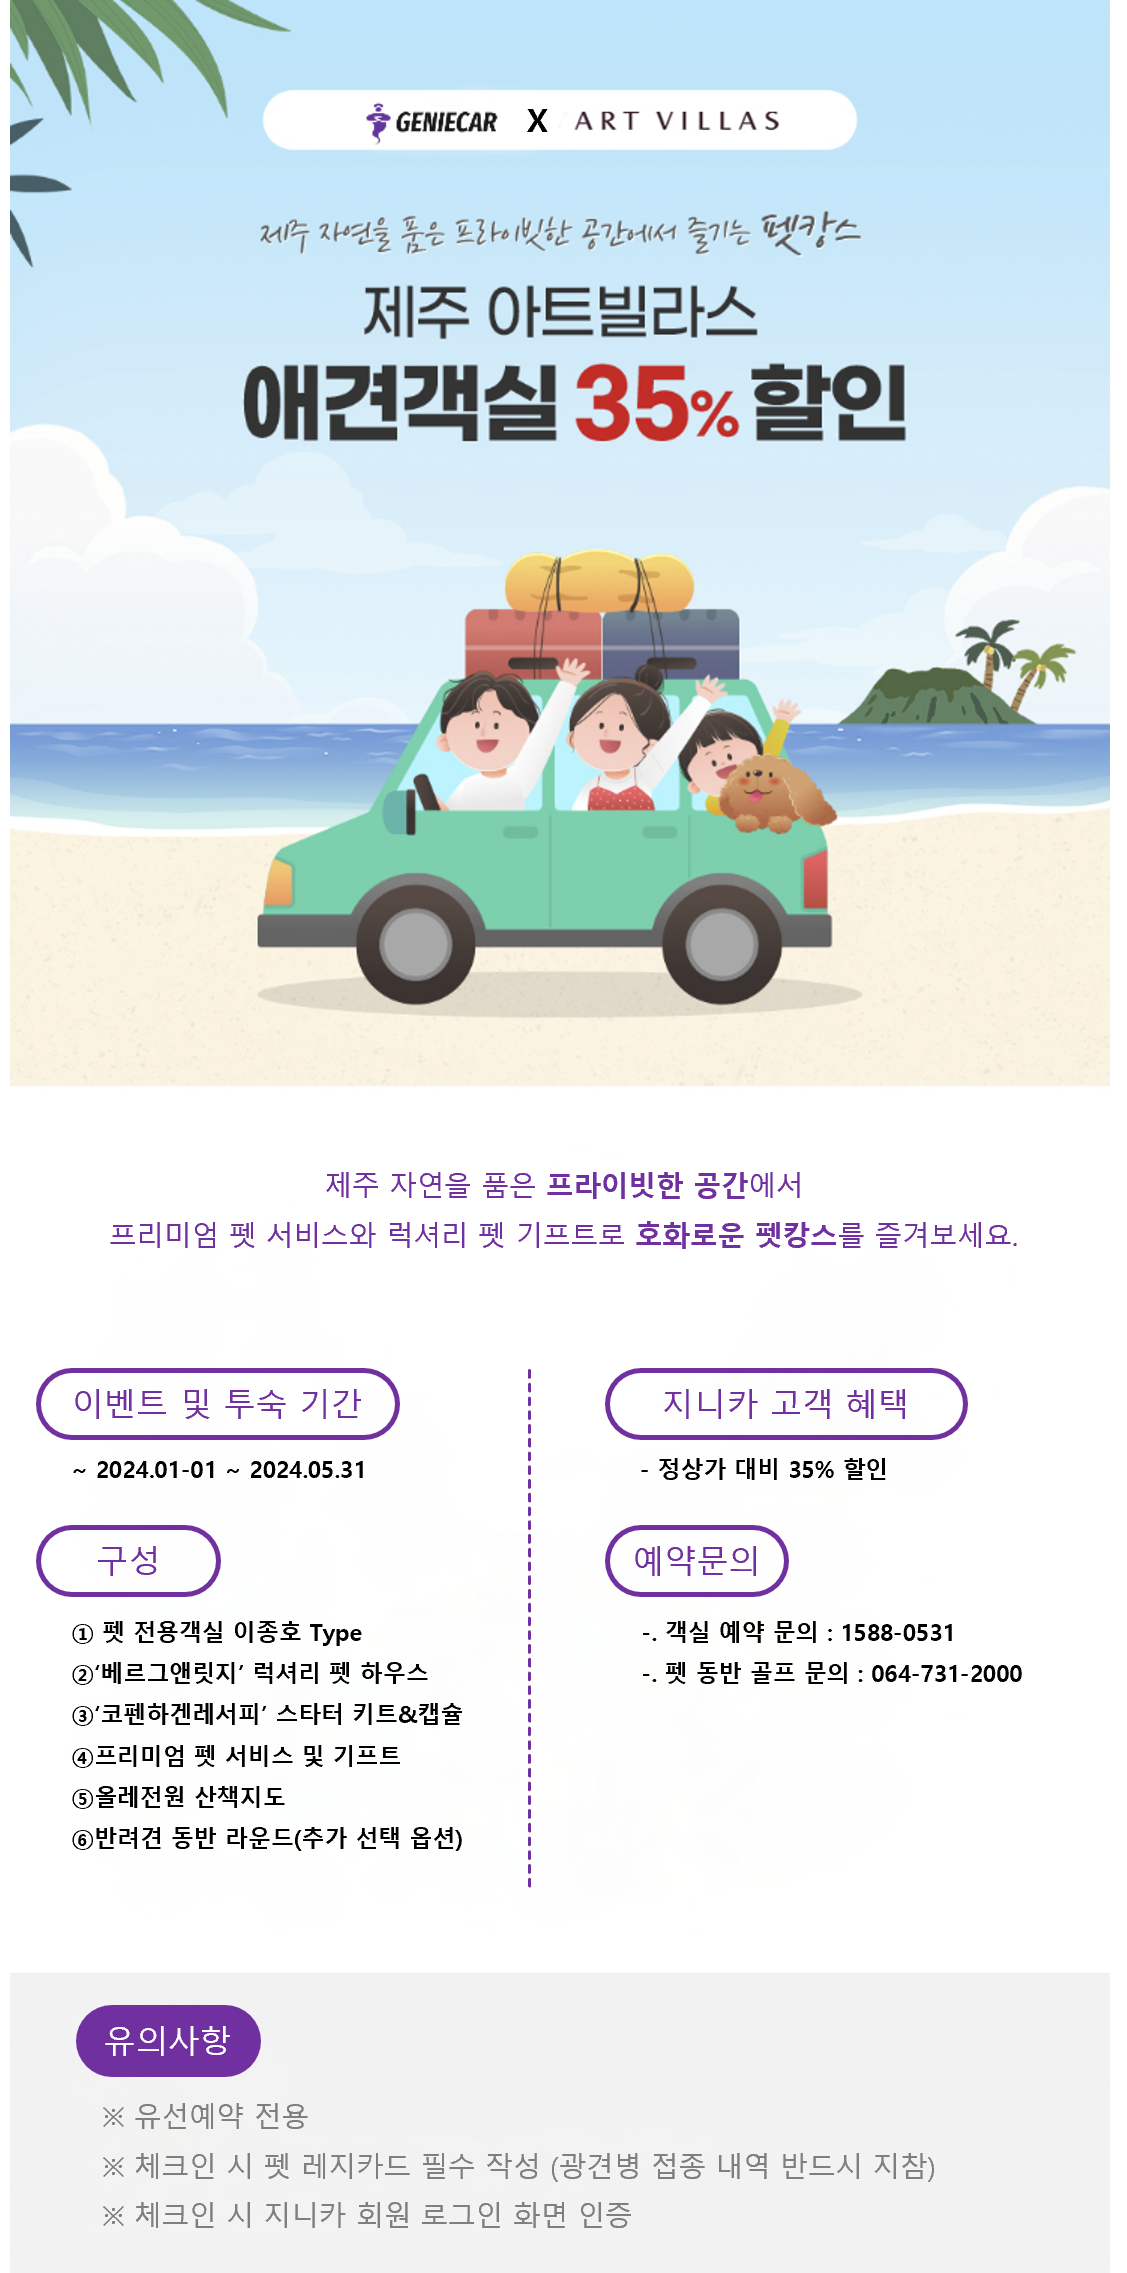 GENIECAR X ART VILLAS
제주 자연을 품은 프라이빗한 공간에서 즐기는 펫캉스
제주 아트빌라스
애견객실 35% 할인
제주 자연을 품은 프라이빗한 공간에서
프리미엄 펫 서비스와 럭셔리 펫 기프트로 호화로운 펫캉스를 즐겨보세요.
이벤트 및 투숙 기간
~ 2024.01-01 ~ 2024.05.31
구성
① 펫 전용객실 이종호 Type
②‘베르그앤릿지’ 럭셔리 펫 하우스
③‘코펜하겐레서피’ 스타터 키트&캡슐
④프리미엄 펫 서비스 및 기프트
⑤올레전원 산책지도
⑥반려견 동반 라운드(추가 선택 옵션)
지니카 고객 혜택
- 정상가 대비 35% 할인
예약문의
-. 객실 예약 문의 : 1588-0531
-. 펫 동반 골프 문의 : 064-731-2000
유의사항
※ 유선예약 전용
※ 체크인 시 펫 레지카드 필수 작성 (광견병 접종 내역 반드시 지참)
※ 체크인 시 지니카 회원 로그인 화면 인증